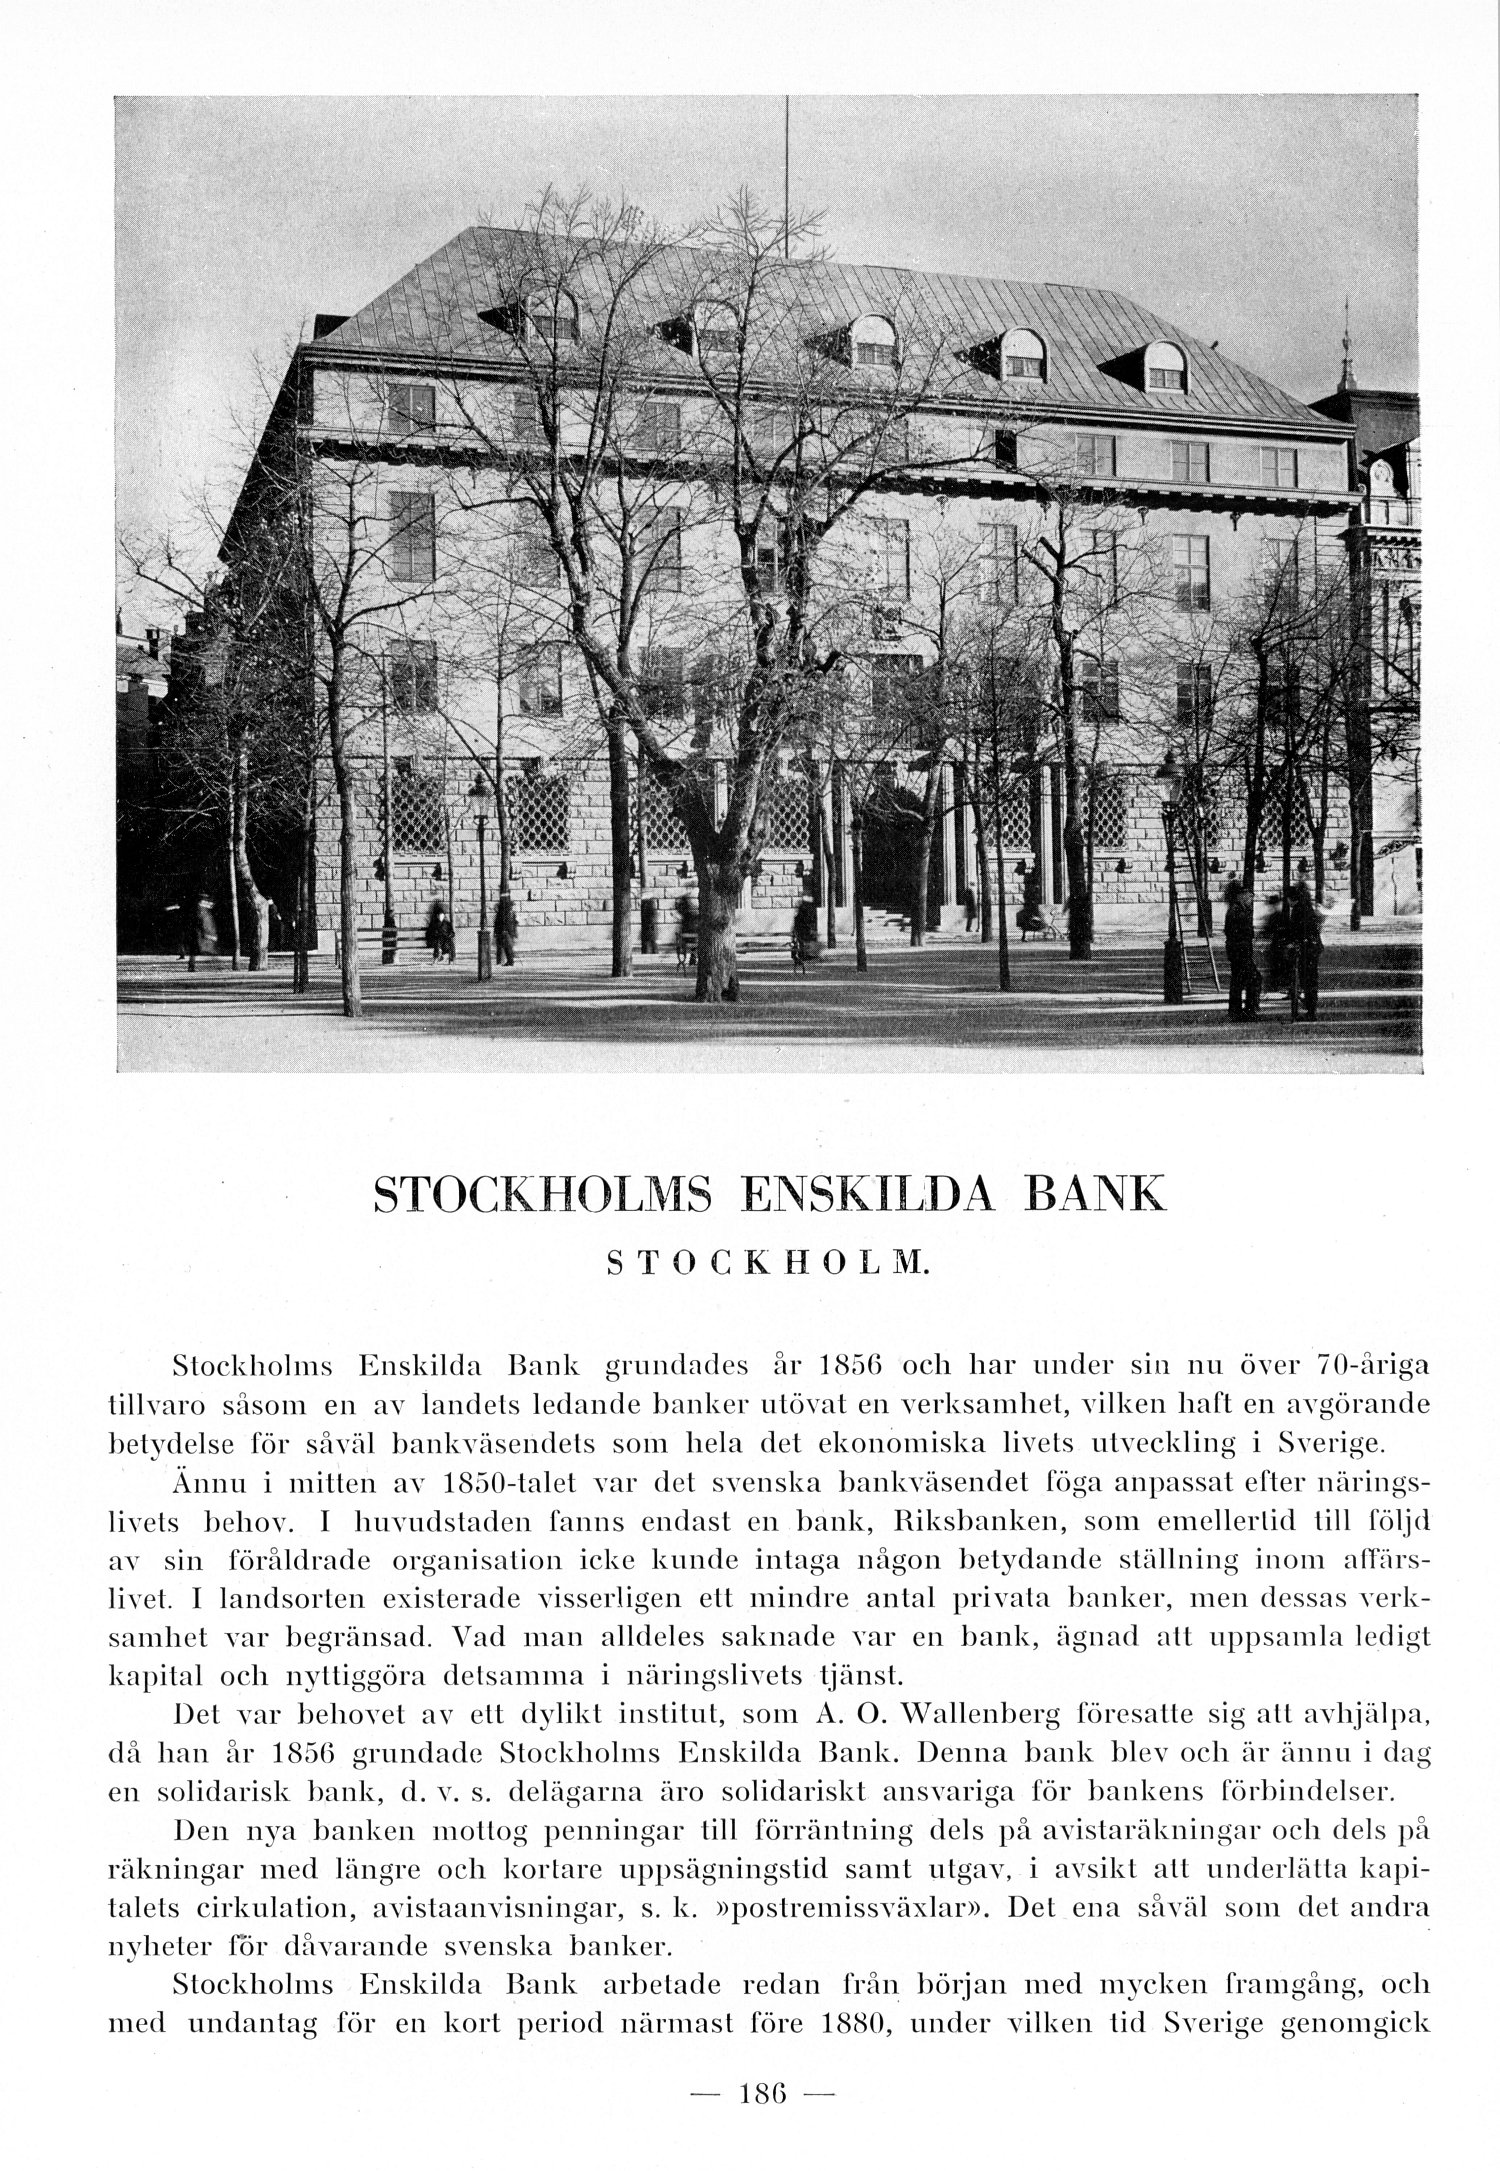 STOCKHOLMS ENSKILDA BANK
STOCKHOLM.
Stockholms Enskilda Bank grundades år 1856 och har under sin nu över 70-åriga
tillvaro såsom en av landets ledande banker utövat en verksamhet, vilken haft en avgörande
betydelse för såväl bankväsendets som hela det ekonomiska livets utveckling i Sverige.
Ännu i mitten av 1850-talet var det svenska bankväsendet föga anpassat efter närings-
livets behov. I huvudstaden fanns endast en bank, Riksbanken, som emellertid till följd
av sin föråldrade organisation icke kunde intaga någon betydande ställning inom affärs-
livet. I landsorten existerade visserligen ett mindre antal privata banker, men dessas verk-
samhet var begränsad. Vad man alldeles saknade var en bank, ägnad att uppsamla ledigt
kapital och nyttiggöra detsamma i näringslivets tjänst.
Det var behovet av ett dylikt institut, som A. O. Wallenberg föresatte sig att avhjälpa,
då han år 1856 grundade Stockholms Enskilda Bank. Denna bank blev och är ännu i dag
en solidarisk bank, d. v. s. delägarna äro solidariskt ansvariga för bankens förbindelser.
Den nya banken mottog penningar till förräntning dels på avistaräkningar och dels på
räkningar med längre och kortare uppsägningstid samt utgav, i avsikt att underlätta kapi-
talets cirkulation, avistaanvisningar, s. k. »postremissväxlar». Det ena såväl som det andra
nyheter för dåvarande svenska banker.
Stockholms Enskilda Bank arbetade redan från början med mycken framgång, och
med undantag för en kort period närmast före 1880, under vilken tid Sverige genomgick
— 186 —